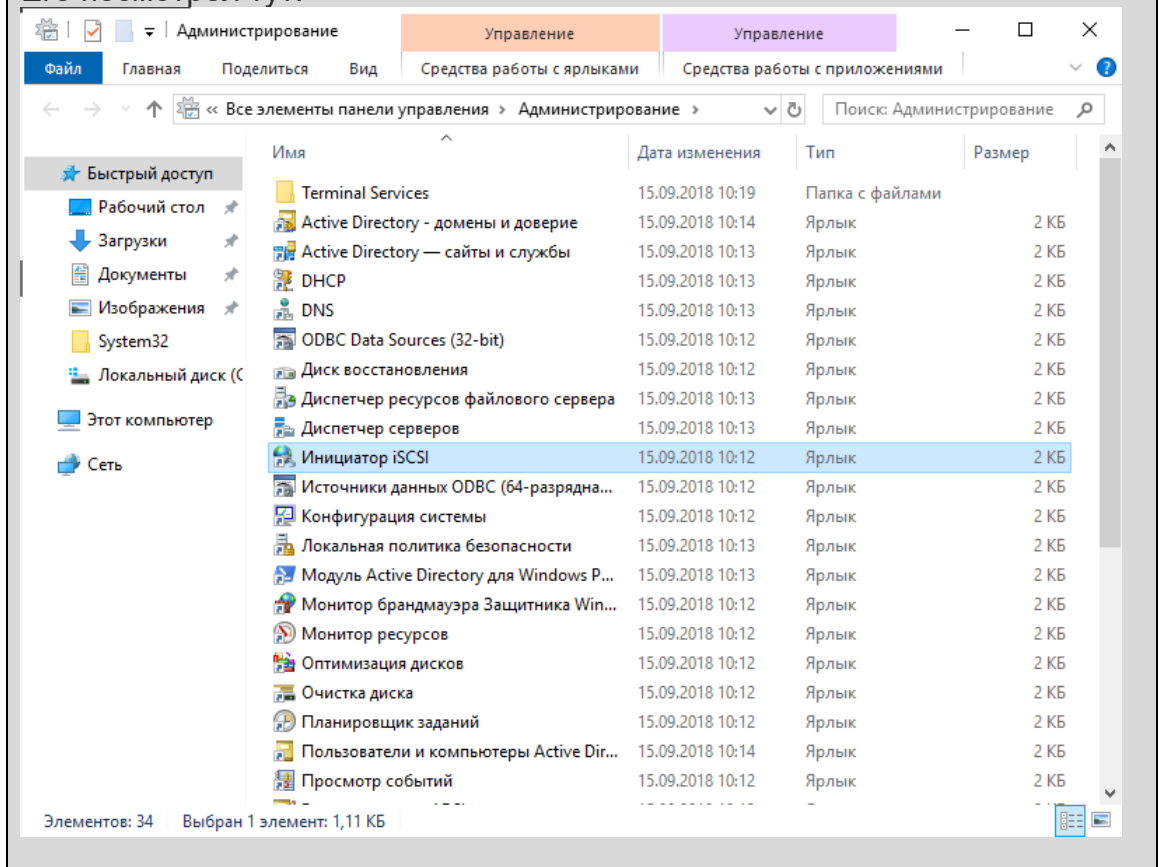 Администрирование
Управление
Управление
Файл Главная Поделиться Вид Средства работы с ярлыками Средства работы с приложениями
« Все элементы панели управления › Администрирование ›
Поиск: Администрирование
Имя Дата изменения Тип Размер
Быстрый доступ
Рабочий стол
Загрузки
Документы
Изображения
System32
Локальный диск (C
Этот компьютер
Сеть
Terminal Services 15.09.2018 10:19 Папка с файлами
Active Directory - домены и доверие 15.09.2018 10:14 Ярлык 2 КБ
Active Directory — сайты и службы 15.09.2018 10:13 Ярлык 2 КБ
DHCP 15.09.2018 10:13 Ярлык 2 КБ
DNS 15.09.2018 10:13 Ярлык 2 КБ
ODBC Data Sources (32-bit) 15.09.2018 10:12 Ярлык 2 КБ
Диск восстановления 15.09.2018 10:12 Ярлык 2 КБ
Диспетчер ресурсов файлового сервера 15.09.2018 10:13 Ярлык 2 КБ
Диспетчер серверов 15.09.2018 10:13 Ярлык 2 КБ
Инициатор iSCSI 15.09.2018 10:12 Ярлык 2 КБ
Источники данных ODBC (64-разрядна... 15.09.2018 10:12 Ярлык 2 КБ
Конфигурация системы 15.09.2018 10:12 Ярлык 2 КБ
Локальная политика безопасности 15.09.2018 10:13 Ярлык 2 КБ
Модуль Active Directory для Windows P... 15.09.2018 10:13 Ярлык 2 КБ
Монитор брандмауэра Защитника Win... 15.09.2018 10:12 Ярлык 2 КБ
Монитор ресурсов 15.09.2018 10:12 Ярлык 2 КБ
Оптимизация дисков 15.09.2018 10:12 Ярлык 2 КБ
Очистка диска 15.09.2018 10:12 Ярлык 2 КБ
Планировщик заданий 15.09.2018 10:12 Ярлык 2 КБ
Пользователи и компьютеры Active Dir... 15.09.2018 10:14 Ярлык 2 КБ
Просмотр событий 15.09.2018 10:12 Ярлык 2 КБ
Элементов: 34 Выбран 1 элемент: 1,11 КБ